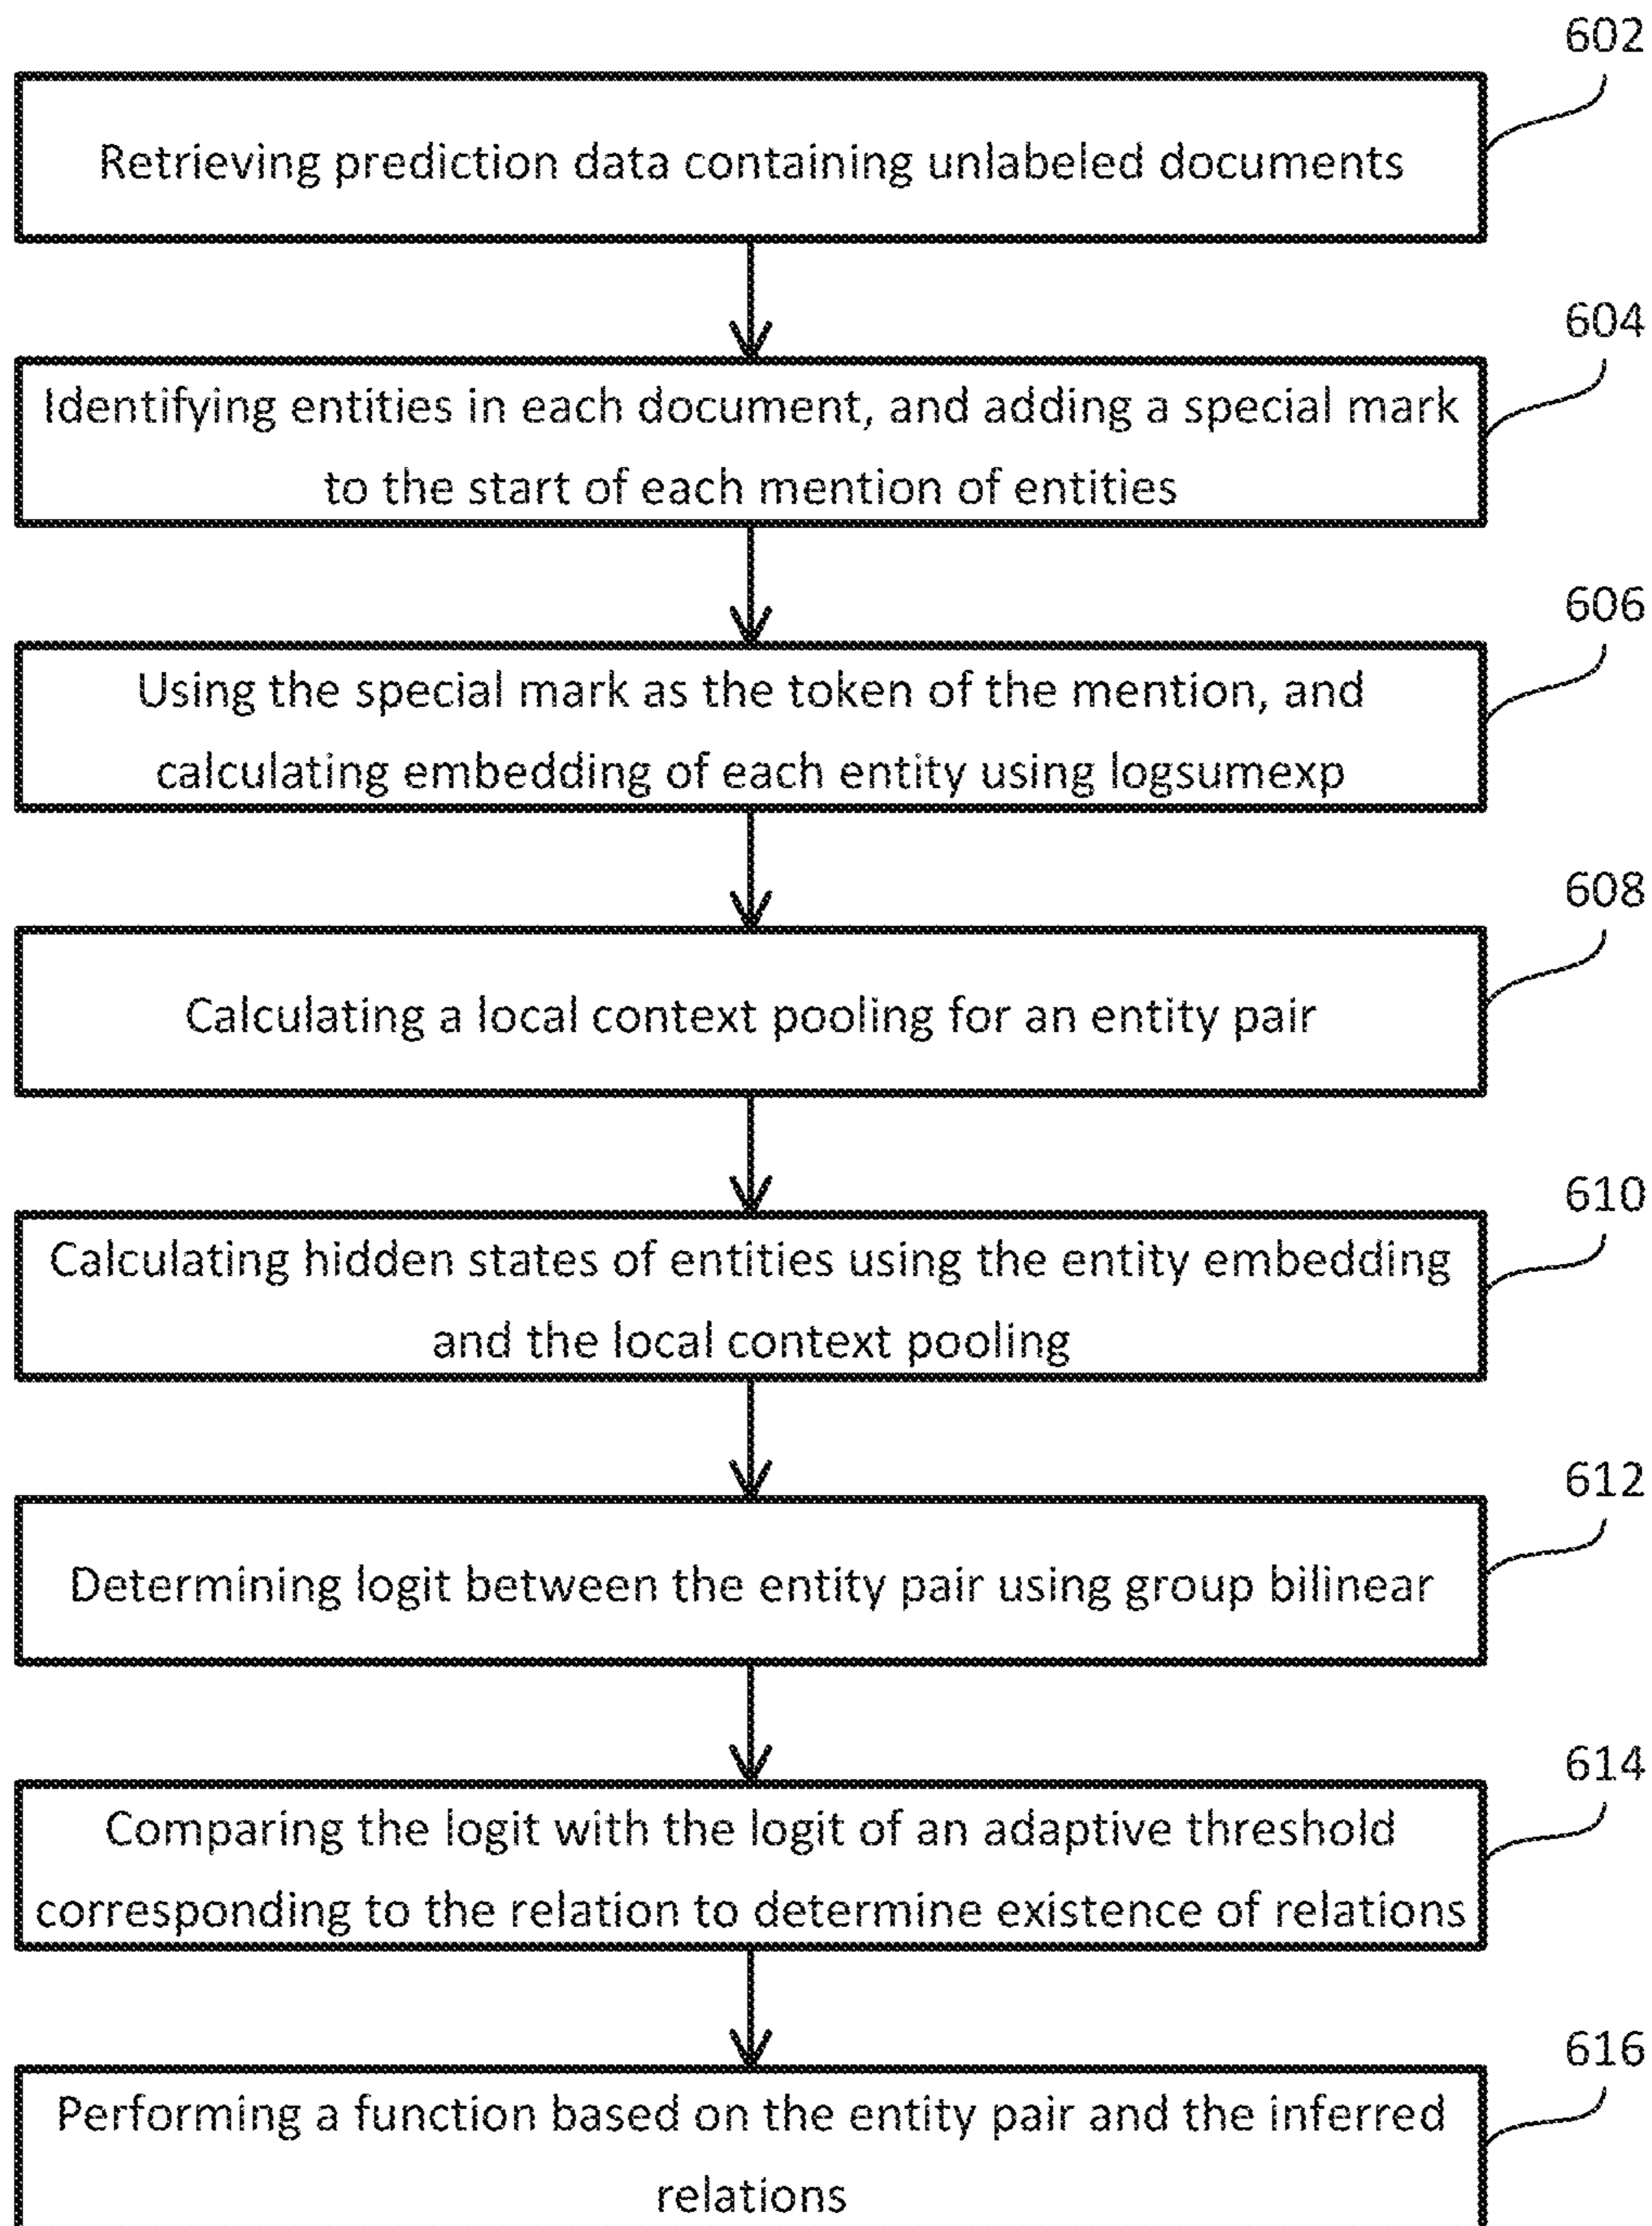 602
Retrieving prediction data containing unlabeled documents
604
Identifying entities in each document, and adding a special mark
to the start of each mention of entities
606
Using the special mark as the token of the mention, and
calculating embedding of each entity using logsumexp
608
Calculating a local context pooling for an entity pair
610
Calculating hidden states of entities using the entity embedding
and the local context pooling
612
Determining logit between the entity pair using group bilinear
614
Comparing the logit with the logit of an adaptive threshold
corresponding to the relation to determine existence of relations
616
Performing a function based on the entity pair and the inferred
relations